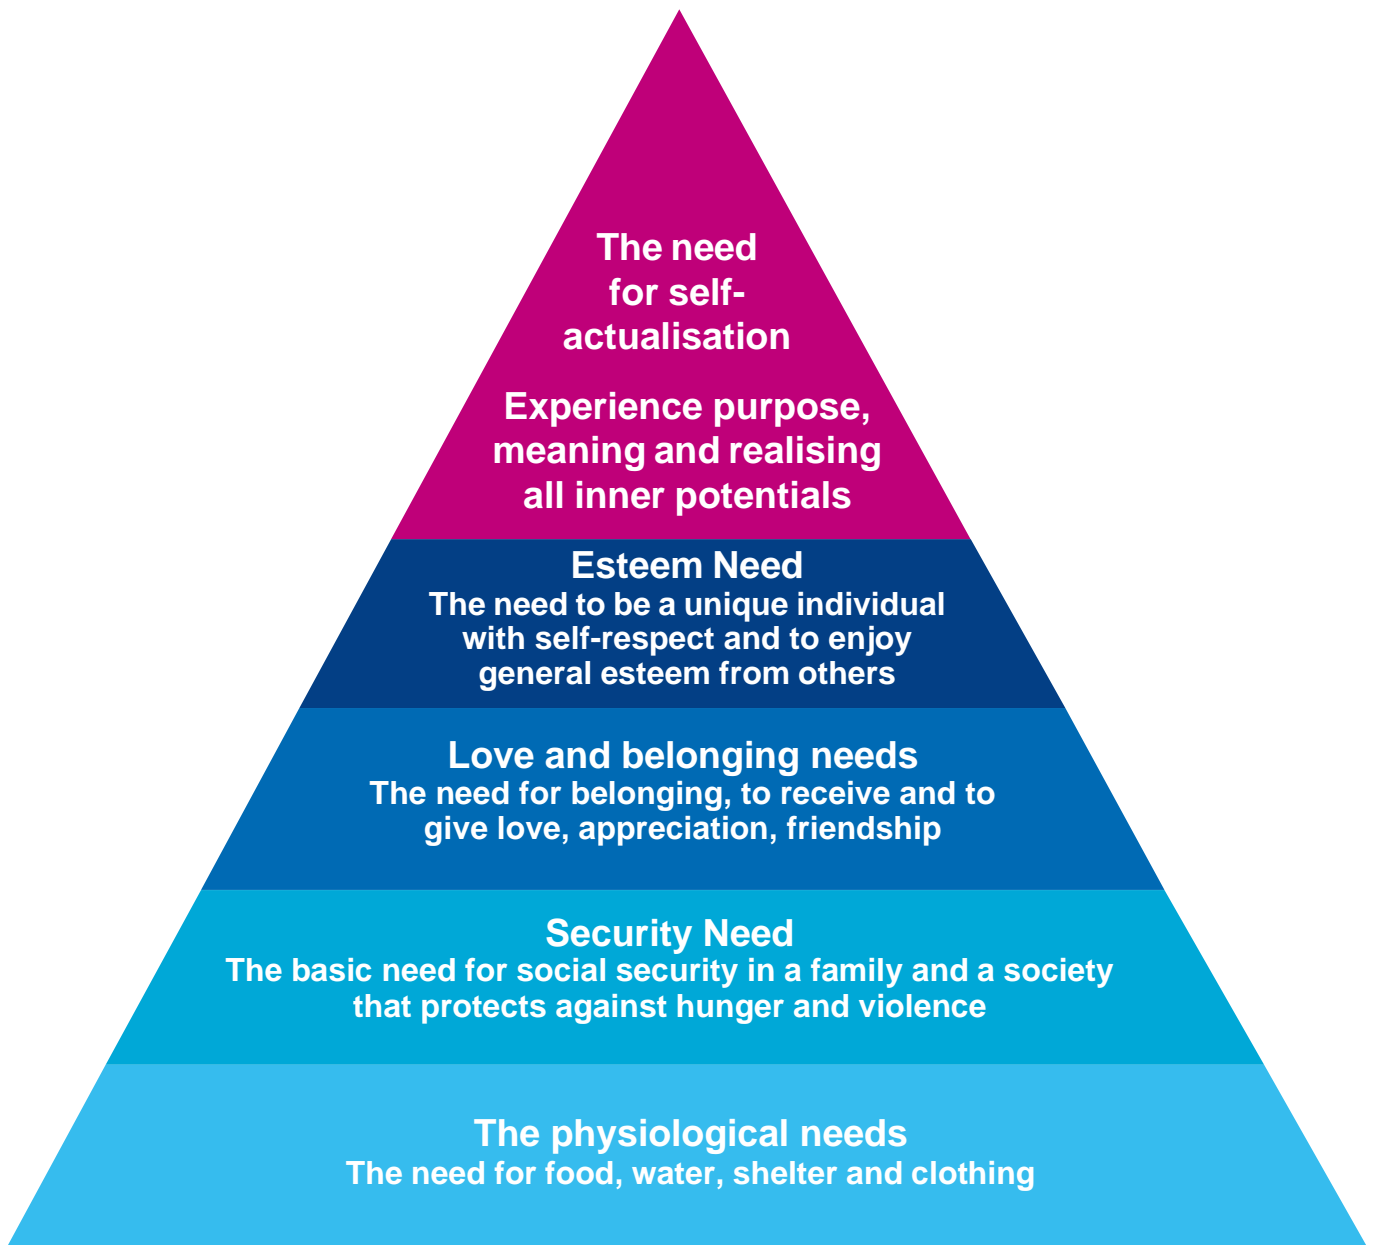 The need
for self-
actualisation
Experience purpose,
meaning and realising
all inner potentials
Esteem Need
The need to be a unique individual
with self-respect and to enjoy
general esteem from others
Love and belonging needs
The need for belonging, to receive and to
give love, appreciation, friendship
Security Need
The basic need for social security in a family and a society
that protects against hunger and violence
The physiological needs
The need for food, water, shelter and clothing